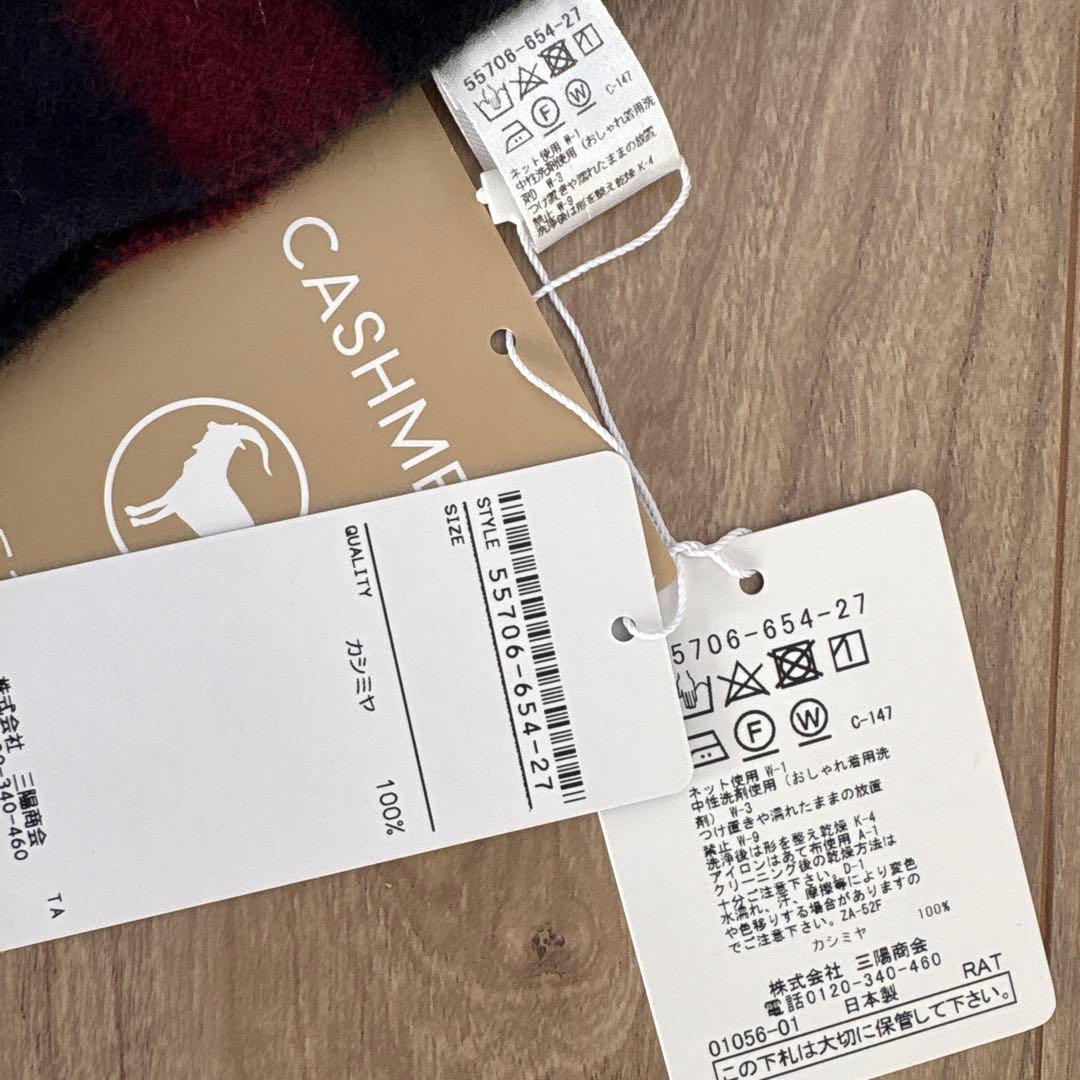 55706-654-27
C-147
ネット使用 W-1
中性洗剤使用（おしゃれ着用洗
剤） W-3
つけ置きや濡れたままの放置
禁止 W-9
洗浄後は形を整え乾燥 K-4
CASHME
STYLE 55706-654-27
SIZE
QUALITY カシミヤ 100%
株式会社 三陽商会
0-340-460
TA
5706-654-27
F
W
C-147
ネット使用 W-1
中性洗剤使用（おしゃれ着用洗
剤） W-3
つけ置きや濡れたままの放置
禁止 W-9
洗浄後は形を整え乾燥 K-4
アイロンはあて布使用 A-1
クリーニング後の乾燥方法は
十分ご注意下さい。D-1
水濡れ、汗、摩擦等により変色
や色移りする場合がありますの
でご注意下さい。ZA-52F
カシミヤ 100%
株式会社 三陽商会
電話0120-340-460
日本製 RAT
01056-01
この下札は大切に保管して下さい。